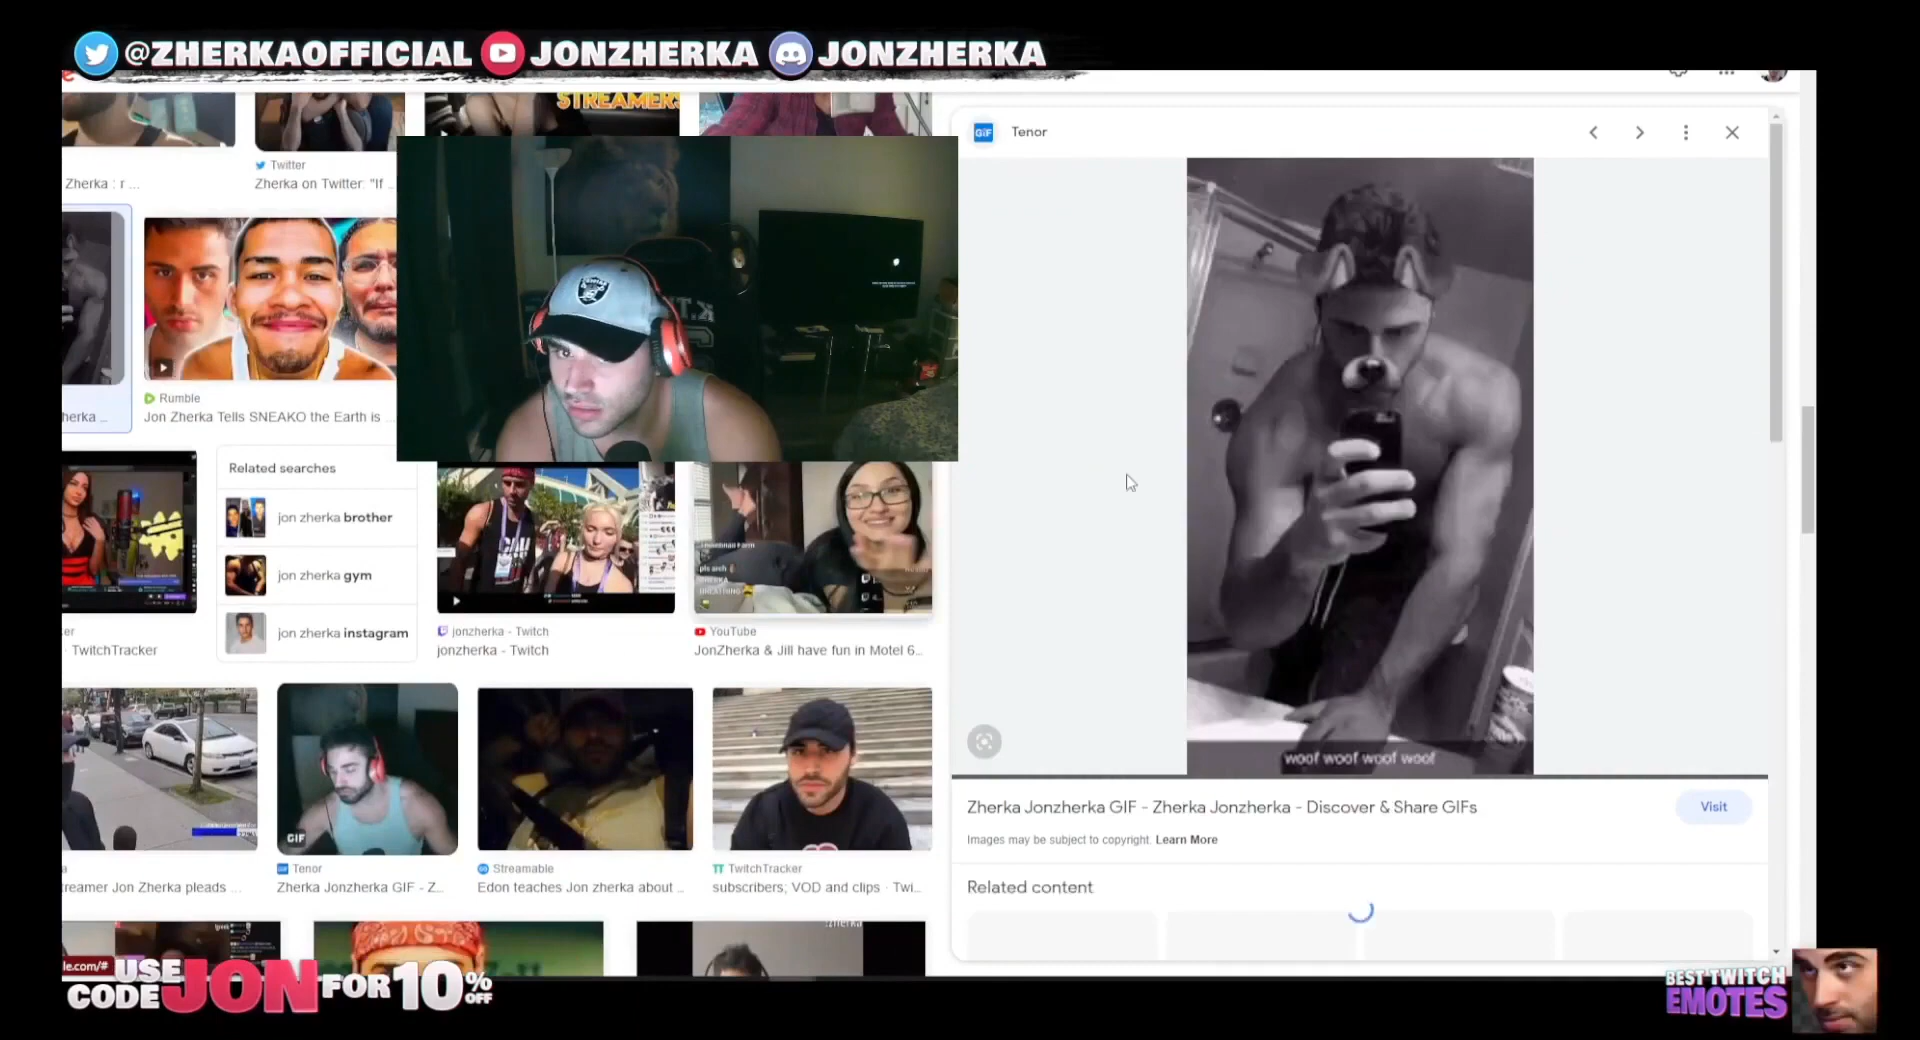 @ZHERKAOFFICIAL JONZHERKA JONZHERKA
STREAMERS
Twitter
Zherka : r ...
Zherka on Twitter: "If ...
GIF Tenor
Rumble
herka ...
Jon Zherka Tells SNEAKO the Earth is ...
Related searches
jon zherka brother
jon zherka gym
jon zherka instagram
TwitchTracker
jonzherka - Twitch
jonzherka - Twitch
YouTube
JonZherka & Jill have fun in Motel 6...
woof woof woof woof
GIF
Zherka Jonzherka GIF - Zherka Jonzherka - Discover & Share GIFs
Visit
Images may be subject to copyright. Learn More
Related content
Tenor
Streamable
TwitchTracker
treamer Jon Zherka pleads ...
Zherka Jonzherka GIF - Z...
Edon teaches Jon zherka about ...
subscribers; VOD and clips · Twi...
le.com/#
USE CODE JON FOR 10% OFF
BEST TWITCH
EMOTES